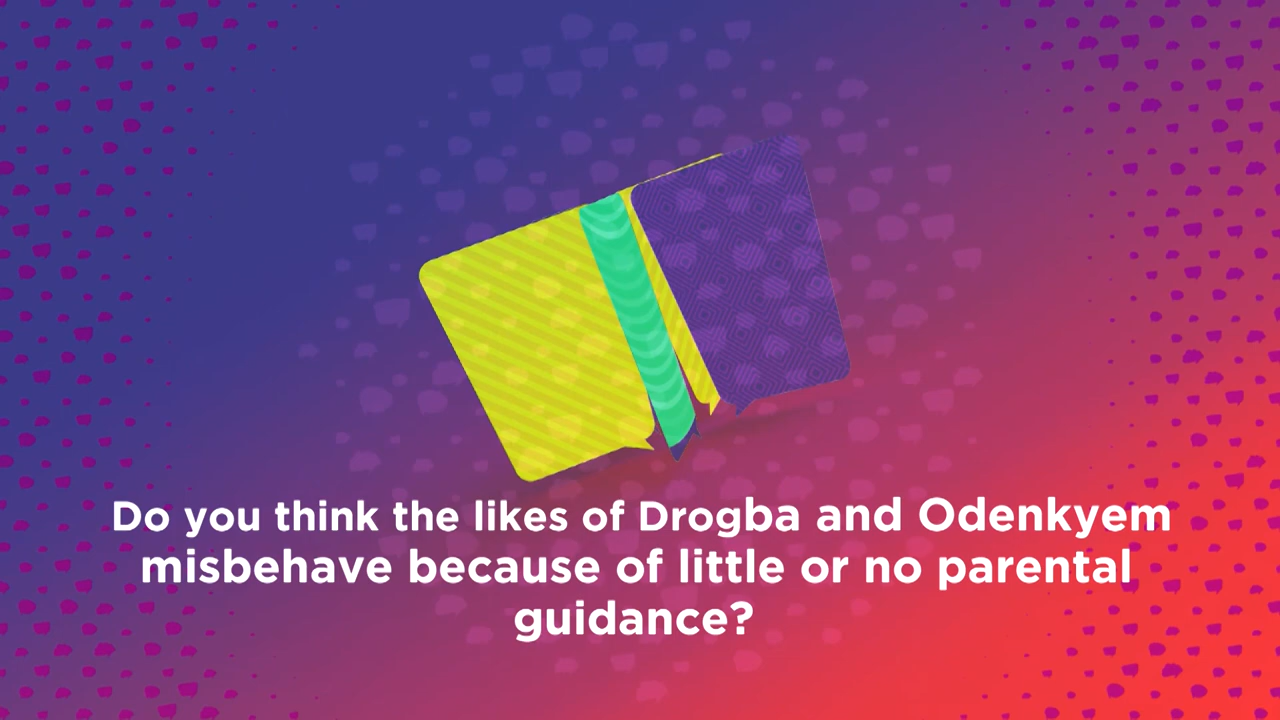 Do you think the likes of Drogba and Odenkyem
misbehave because of little or no parental
guidance?